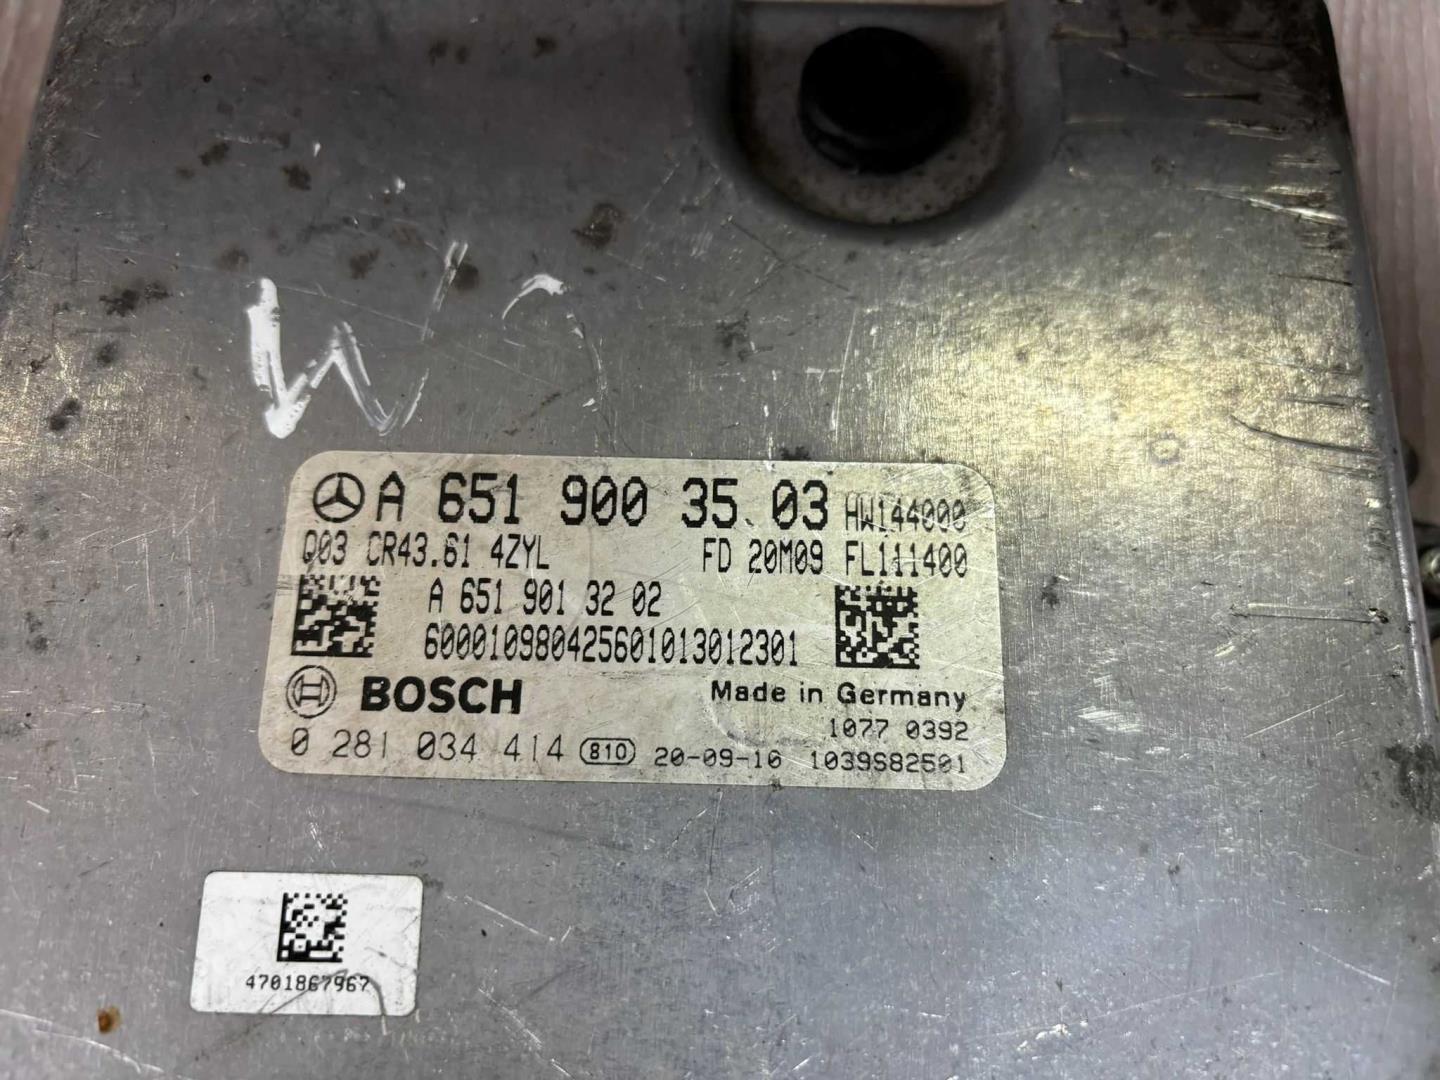 W
A 651 900 35 03 HW144000
Q03 CR43.61 4ZYL FD 20M09 FL111400
A 651 901 32 02
600010980425601013012301
BOSCH Made in Germany
1077 0392
0 281 034 414 810 20-09-16 1039S82501
4701867967